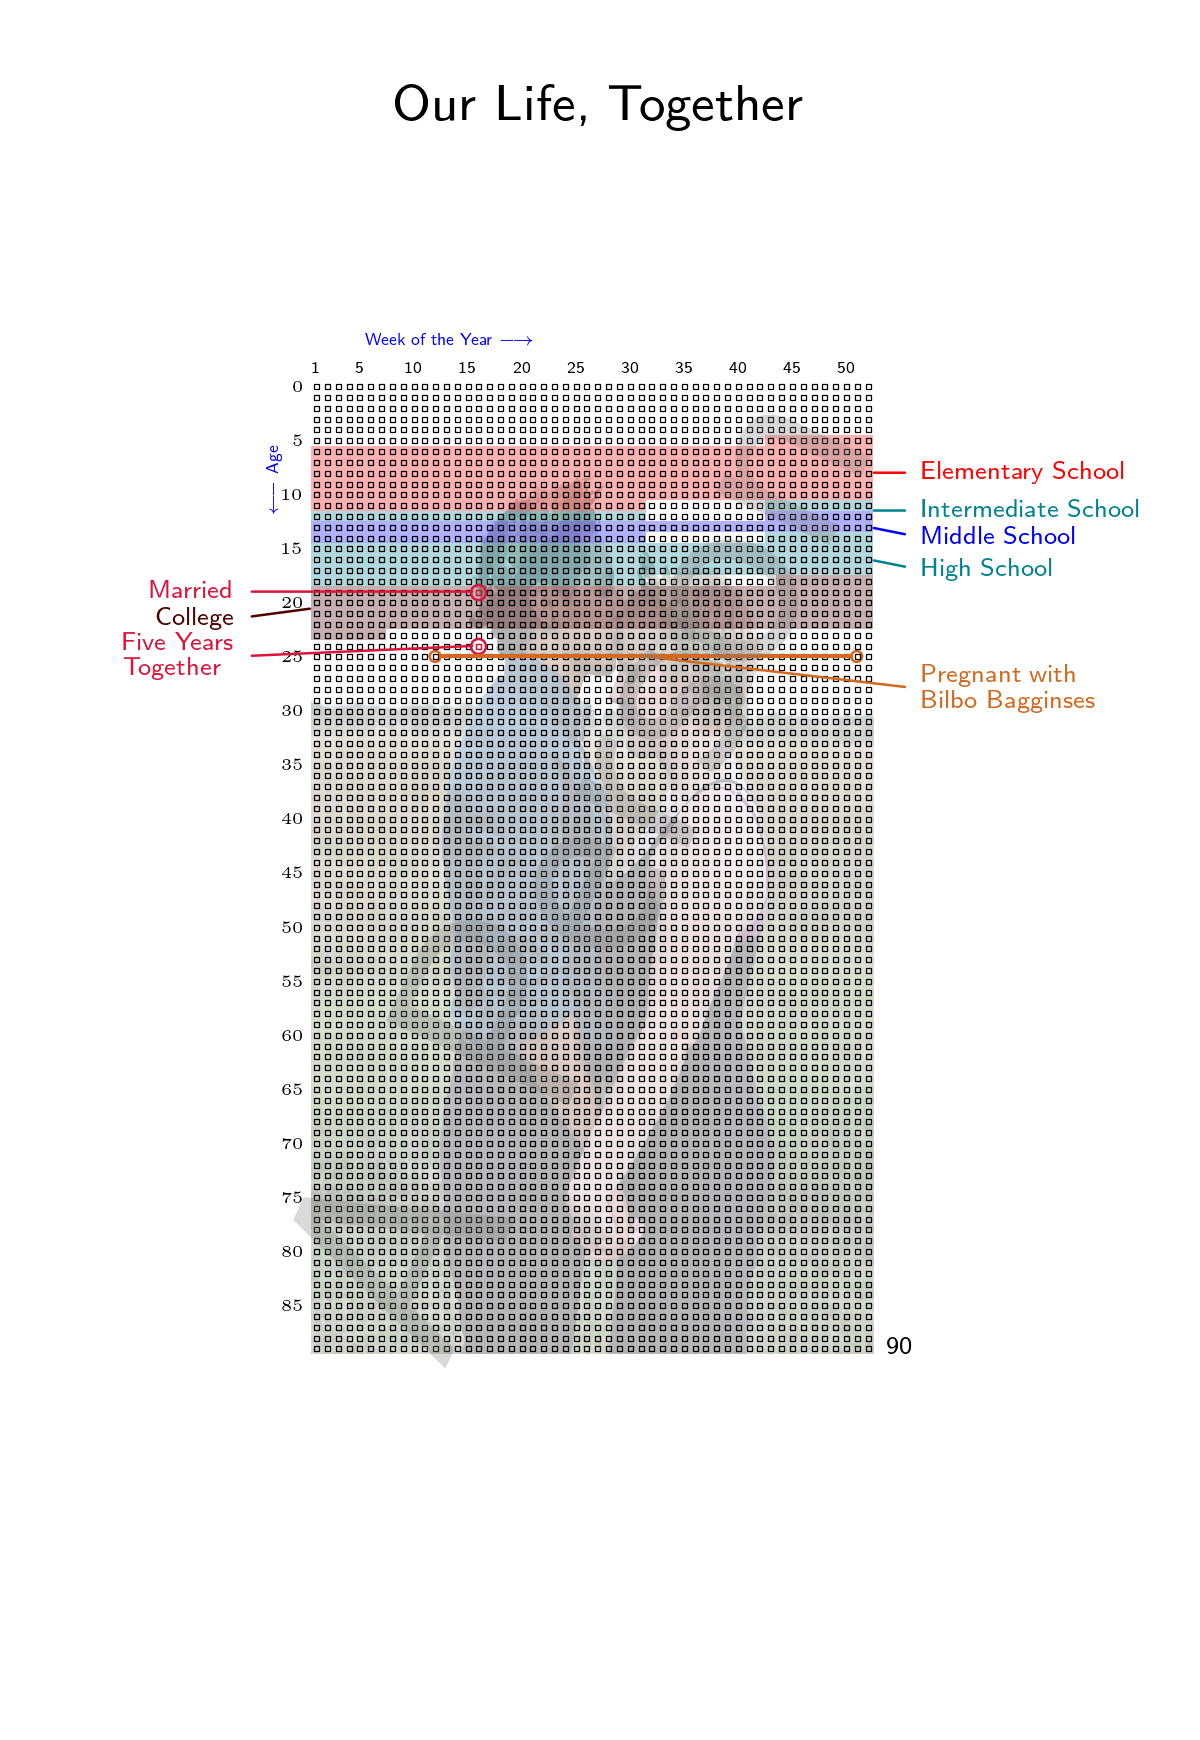 Our Life, Together
Week of the Year ⟶
1 5 10 15 20 25 30 35 40 45 50
0
5
⟵ Age
10
15
20
25
30
35
40
45
50
55
60
65
70
75
80
85
90
Elementary School
Intermediate School
Middle School
High School
Married
College
Five Years
Together
Pregnant with
Bilbo Bagginses